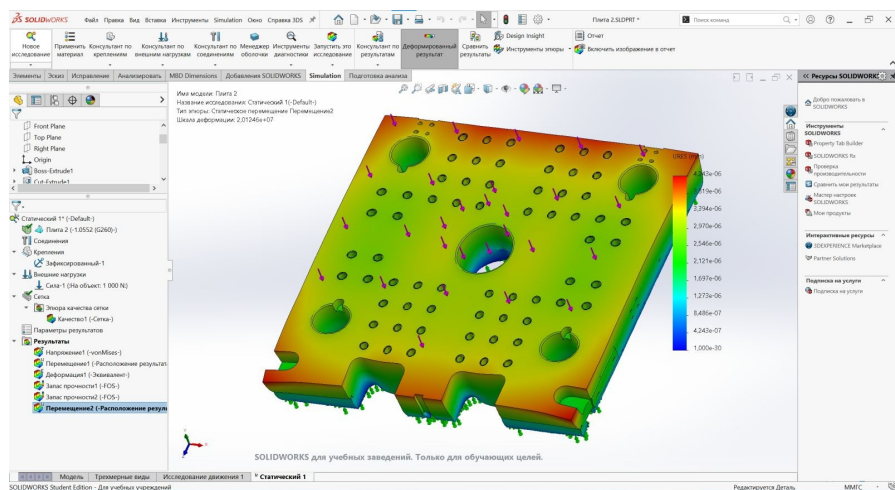 SOLIDWORKS
Файл Правка Вид Вставка Инструменты Simulation Окно Справка 3DS
Плита 2.SLDPRT *
Поиск команд
Новое исследование
Применить материал
Консультант по креплениям
Консультант по внешним нагрузкам
Консультант по соединениям
Менеджер оболочки
Инструменты диагностики
Запустить это исследование
Консультант по результатам
Деформированный результат
Сравнить результаты
Design Insight
Инструменты эпюры
Отчет
Включить изображение в отчет
Элементы Эскиз Исправление Анализировать MBD Dimensions Добавления SOLIDWORKS Simulation Подготовка анализа
Front Plane
Top Plane
Right Plane
Origin
Boss-Extrude1
Cut-Extrude1
Статический 1* (-Default-)
Плита 2 (-1.0552 (G260)-)
Соединения
Крепления
Зафиксированный-1
Внешние нагрузки
Сила-1 (:На объект: 1 000 N:)
Сетка
Эпюра качества сетки
Качество1 (-Сетка-)
Параметры результатов
Результаты
Напряжение1 (-vonMises-)
Перемещение1 (-Расположение результат
Деформация1 (-Эквивалент-)
Запас прочности1 (-FOS-)
Запас прочности2 (-FOS-)
Перемещение2 (-Расположение резуль
Имя модели: Плита 2
Название исследования: Статический 1(-Default-)
Тип эпюры: Статическое перемещение Перемещение2
Шкала деформации: 2,01246e+07
URES (mm)
4,243e-06
3,819e-06
3,394e-06
2,970e-06
2,546e-06
2,121e-06
1,697e-06
1,273e-06
8,486e-07
4,243e-07
1,000e-30
SOLIDWORKS для учебных заведений. Только для обучающих целей.
Ресурсы SOLIDWORKS
Добро пожаловать в SOLIDWORKS
Инструменты SOLIDWORKS
Property Tab Builder
SOLIDWORKS Rx
Проверка производительности
Сравнить мои результаты
Мастер настроек SOLIDWORKS
Мои продукты
Интерактивные ресурсы
3DEXPERIENCE Marketplace
Partner Solutions
Подписка на услуги
Подписка на услуги
Модель Трехмерные виды Исследование движения 1 Статический 1
SOLIDWORKS Student Edition - Для учебных учреждений
Редактируется Деталь
ММГС